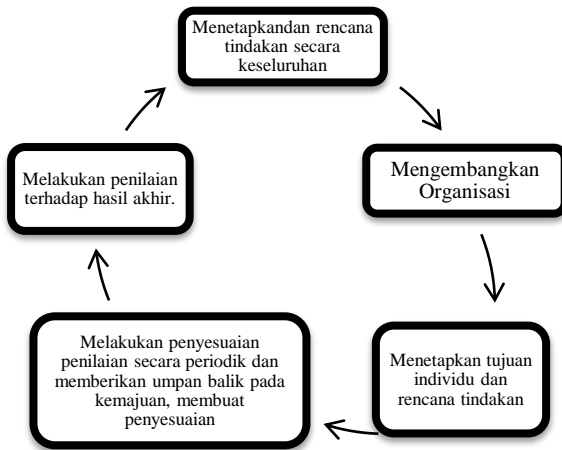 Menetapkandan rencana
tindakan secara
keseluruhan
Mengembangkan
Organisasi
Menetapkan tujuan
individu dan
rencana tindakan
Melakukan penyesuaian
penilaian secara periodik dan
memberikan umpan balik pada
kemajuan, membuat
penyesuaian
Melakukan penilaian
terhadap hasil akhir.